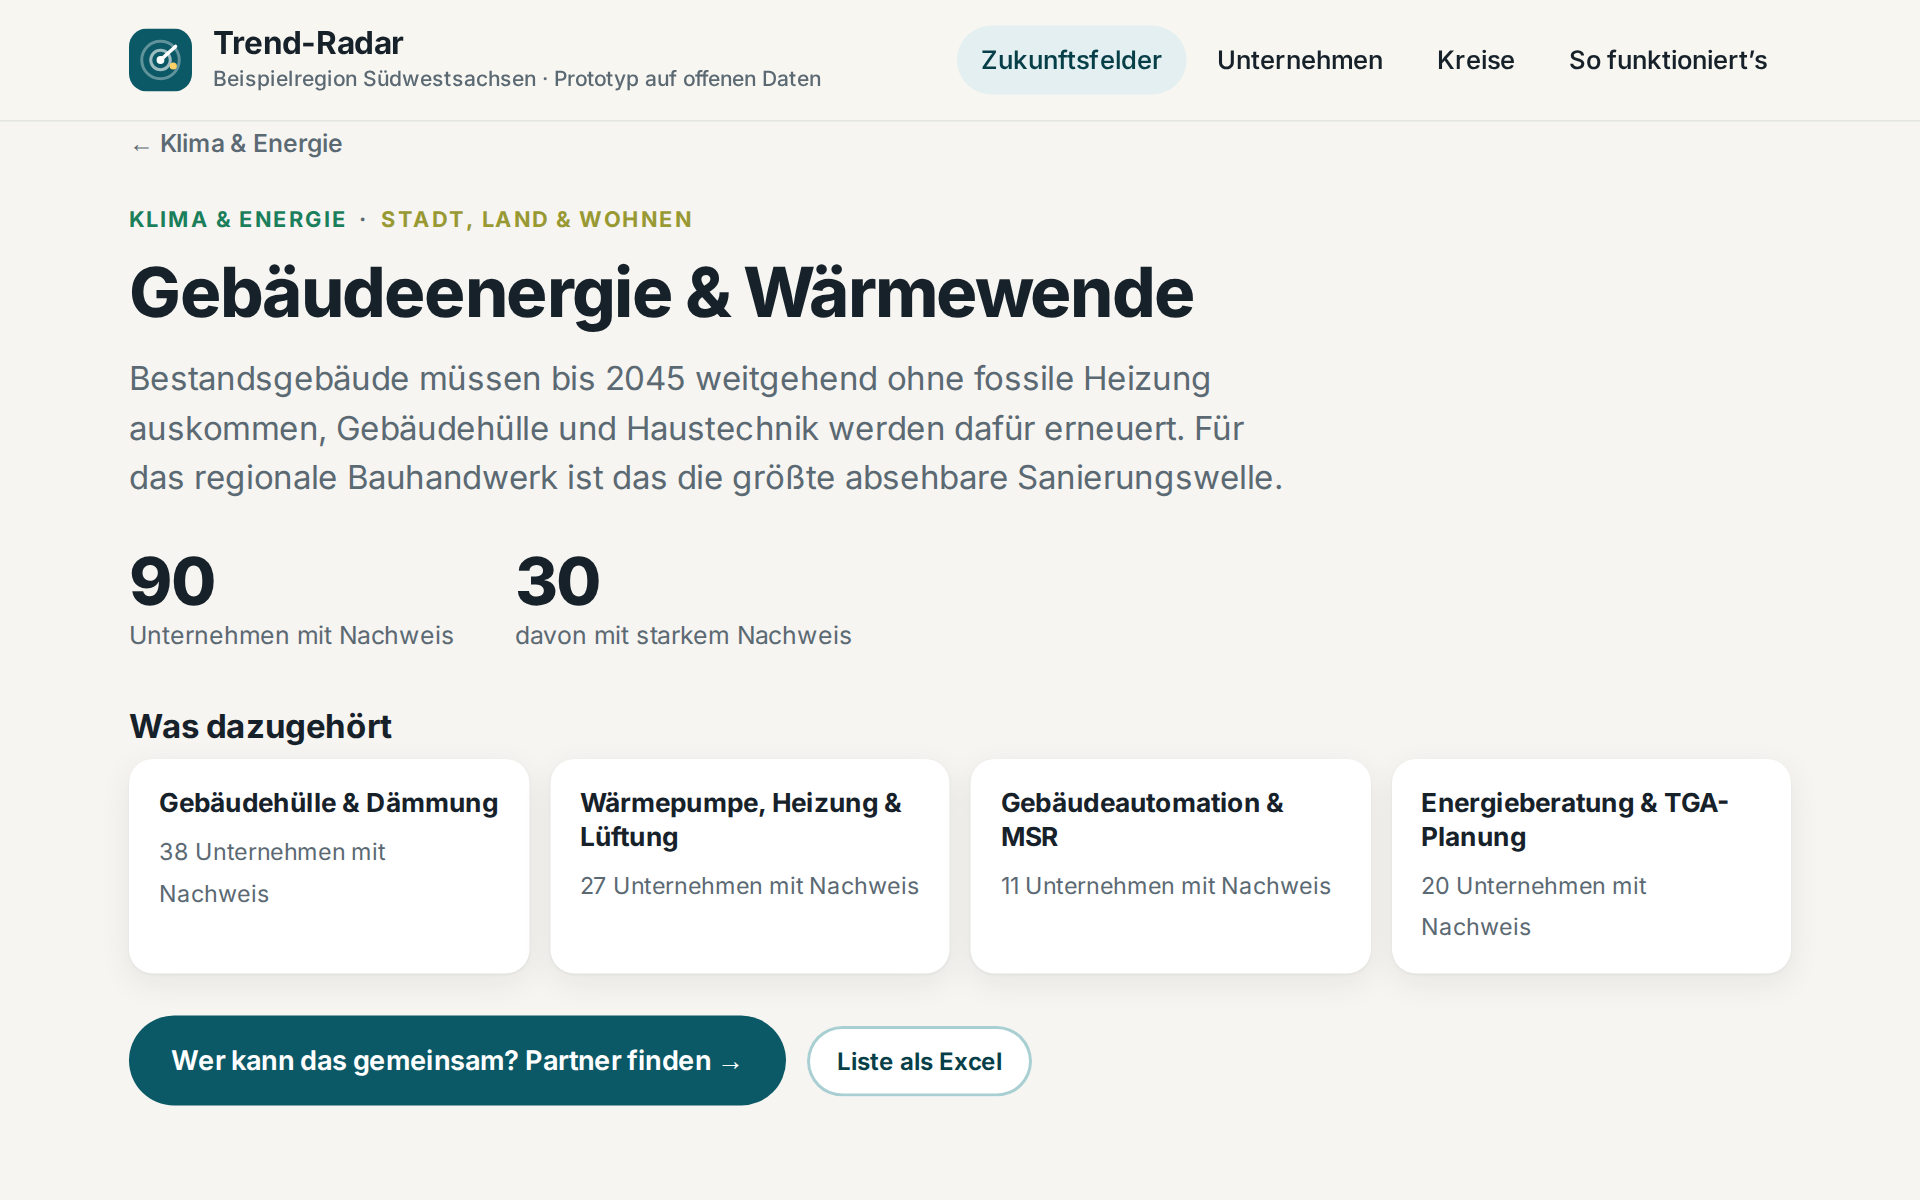 Trend-Radar
Beispielregion Südwestsachsen · Prototyp auf offenen Daten
Zukunftsfelder
Unternehmen
Kreise
So funktioniert’s
← Klima & Energie
KLIMA & ENERGIE · STADT, LAND & WOHNEN
Gebäudeenergie & Wärmewende
Bestandsgebäude müssen bis 2045 weitgehend ohne fossile Heizung
auskommen, Gebäudehülle und Haustechnik werden dafür erneuert. Für
das regionale Bauhandwerk ist das die größte absehbare Sanierungswelle.
90
Unternehmen mit Nachweis
30
davon mit starkem Nachweis
Was dazugehört
Gebäudehülle & Dämmung
38 Unternehmen mit
Nachweis
Wärmepumpe, Heizung &
Lüftung
27 Unternehmen mit Nachweis
Gebäudeautomation &
MSR
11 Unternehmen mit Nachweis
Energieberatung & TGA-
Planung
20 Unternehmen mit
Nachweis
Wer kann das gemeinsam? Partner finden →
Liste als Excel